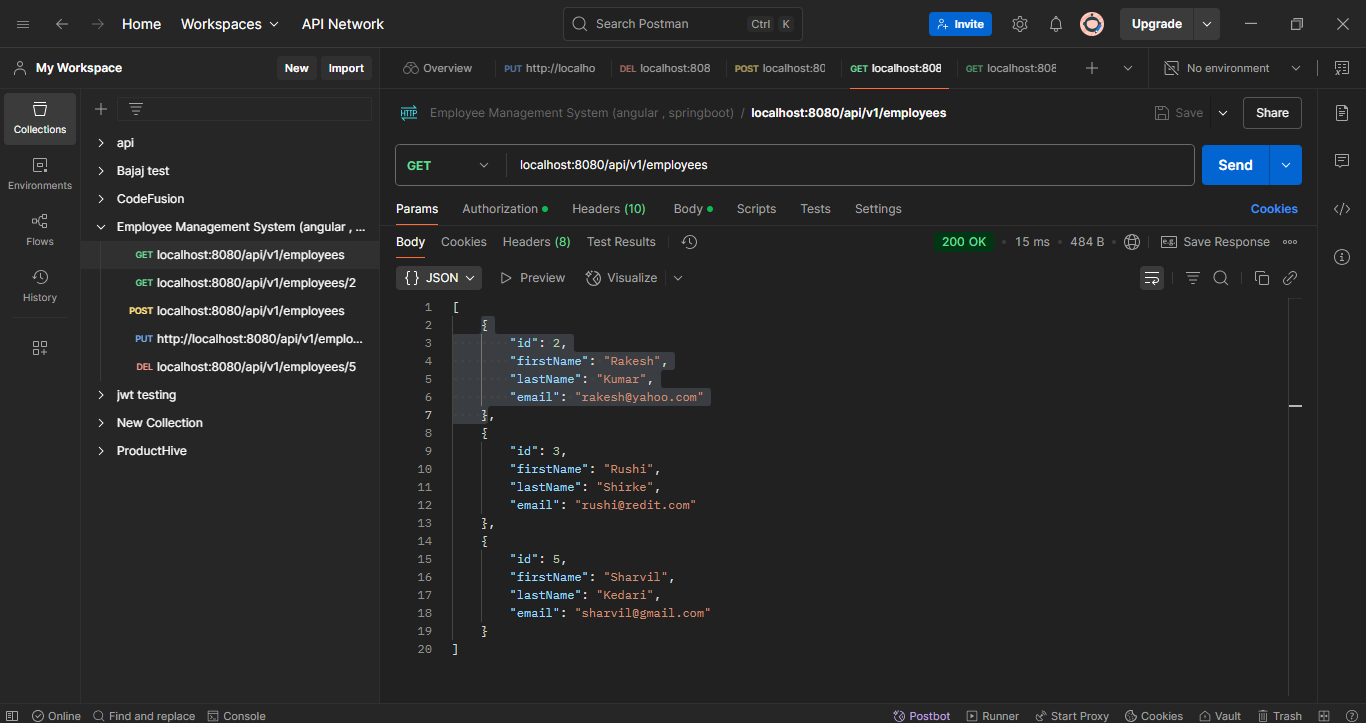 Home Workspaces API Network Search Postman Ctrl K Invite Upgrade
My Workspace New Import Overview PUT http://localho DEL localhost:808 POST localhost:80 GET localhost:808 GET localhost:808 No environment
Collections
Environments
Flows
History
api
Bajaj test
CodeFusion
Employee Management System (angular , ...
GET localhost:8080/api/v1/employees
GET localhost:8080/api/v1/employees/2
POST localhost:8080/api/v1/employees
PUT http://localhost:8080/api/v1/emplo...
DEL localhost:8080/api/v1/employees/5
jwt testing
New Collection
ProductHive
HTTP Employee Management System (angular , springboot) / localhost:8080/api/v1/employees Save Share
GET localhost:8080/api/v1/employees Send
Params Authorization Headers (10) Body Scripts Tests Settings Cookies
Body Cookies Headers (8) Test Results 200 OK 15 ms 484 B e.g. Save Response
{} JSON Preview Visualize
1 [
2 {
3 "id": 2,
4 "firstName": "Rakesh",
5 "lastName": "Kumar",
6 "email": "rakesh@yahoo.com"
7 },
8 {
9 "id": 3,
10 "firstName": "Rushi",
11 "lastName": "Shirke",
12 "email": "rushi@redit.com"
13 },
14 {
15 "id": 5,
16 "firstName": "Sharvil",
17 "lastName": "Kedari",
18 "email": "sharvil@gmail.com"
19 }
20 ]
Online Find and replace Console Postbot Runner Start Proxy Cookies Vault Trash